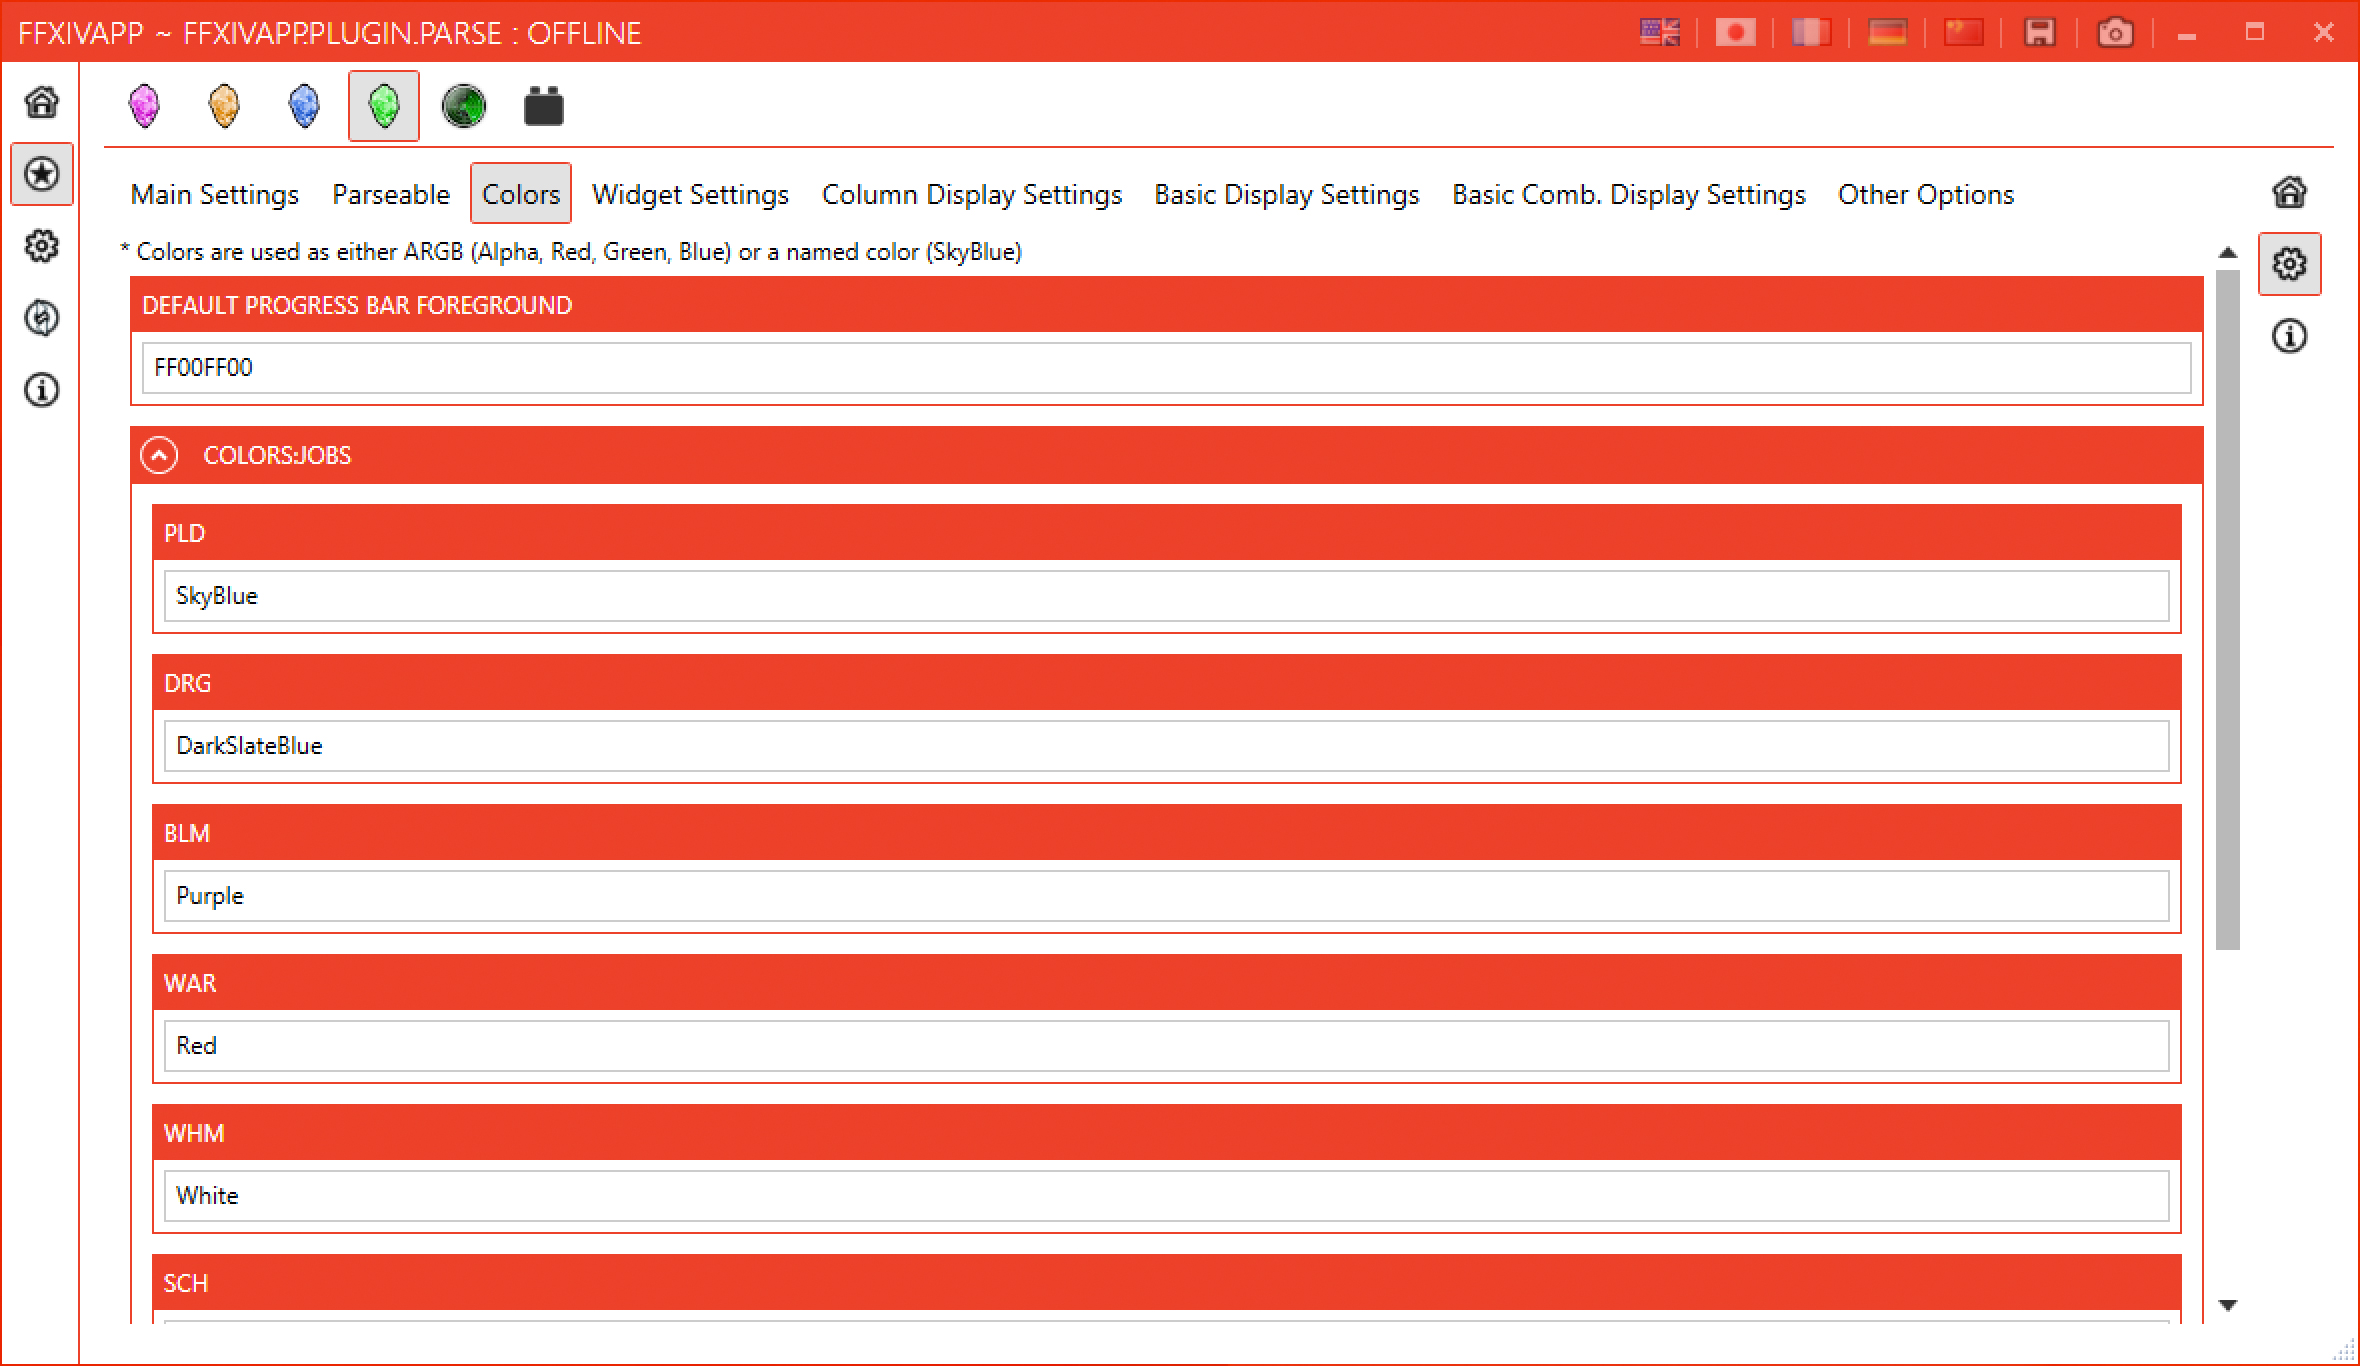 FFXIVAPP ~ FFXIVAPP.PLUGIN.PARSE : OFFLINE
Main Settings Parseable Colors Widget Settings Column Display Settings Basic Display Settings Basic Comb. Display Settings Other Options
* Colors are used as either ARGB (Alpha, Red, Green, Blue) or a named color (SkyBlue)
DEFAULT PROGRESS BAR FOREGROUND
FF00FF00
COLORS:JOBS
PLD
SkyBlue
DRG
DarkSlateBlue
BLM
Purple
WAR
Red
WHM
White
SCH